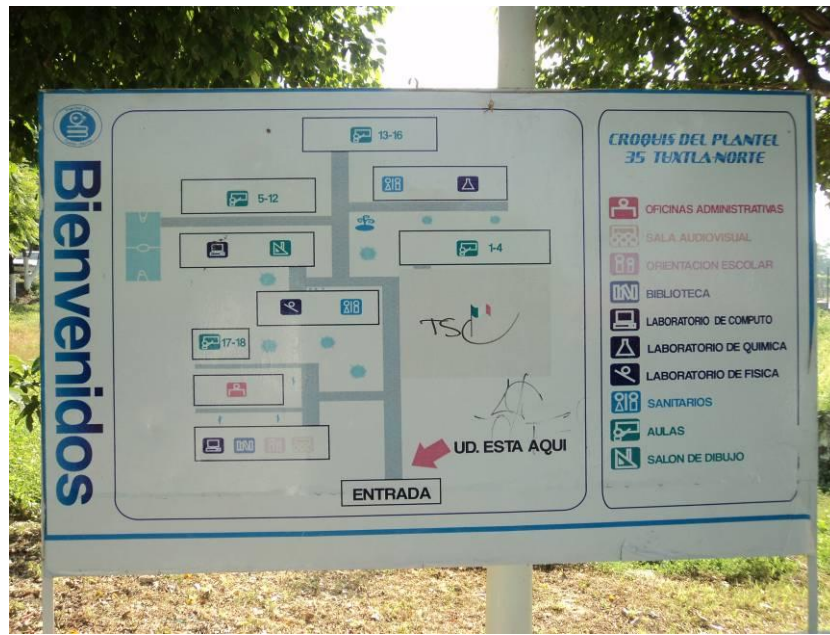 Bienvenidos
13-16
5-12
1-4
17-18
TSC
UD. ESTA AQUI
ENTRADA
CROQUIS DEL PLANTEL
35 TUXTLA-NORTE
OFICINAS ADMINISTRATIVAS
SALA AUDIOVISUAL
ORIENTACION ESCOLAR
BIBLIOTECA
LABORATORIO DE COMPUTO
LABORATORIO DE QUIMICA
LABORATORIO DE FISICA
SANITARIOS
AULAS
SALON DE DIBUJO